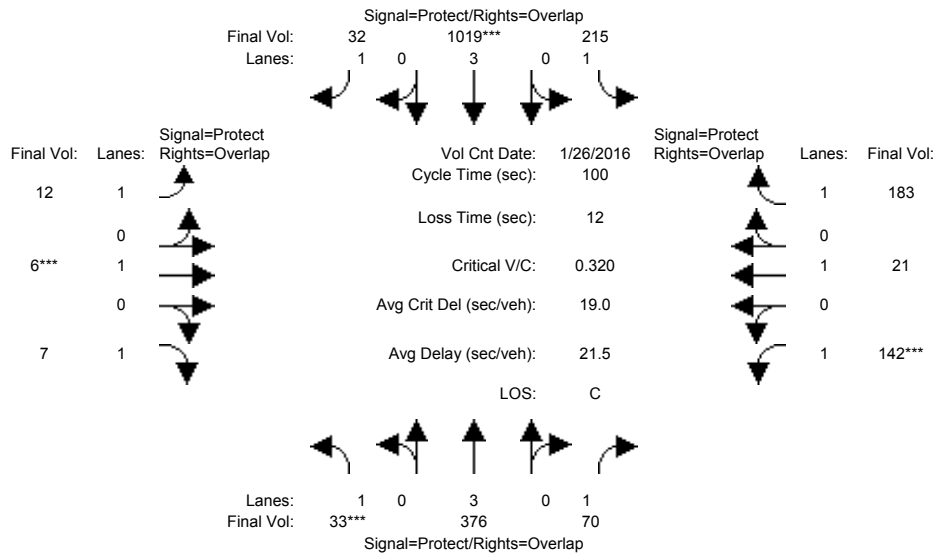 Signal=Protect/Rights=Overlap
Final Vol: 32 1019*** 215
Lanes: 1 0 3 0 1
Signal=Protect Signal=Protect
Final Vol: Lanes: Rights=Overlap Vol Cnt Date: 1/26/2016 Rights=Overlap Lanes: Final Vol:
Cycle Time (sec): 100
12 1 1 183
Loss Time (sec): 12
0 0
6*** 1 Critical V/C: 0.320 1 21
0 Avg Crit Del (sec/veh): 19.0 0
7 1 Avg Delay (sec/veh): 21.5 1 142***
LOS: C
Lanes: 1 0 3 0 1
Final Vol: 33*** 376 70
Signal=Protect/Rights=Overlap